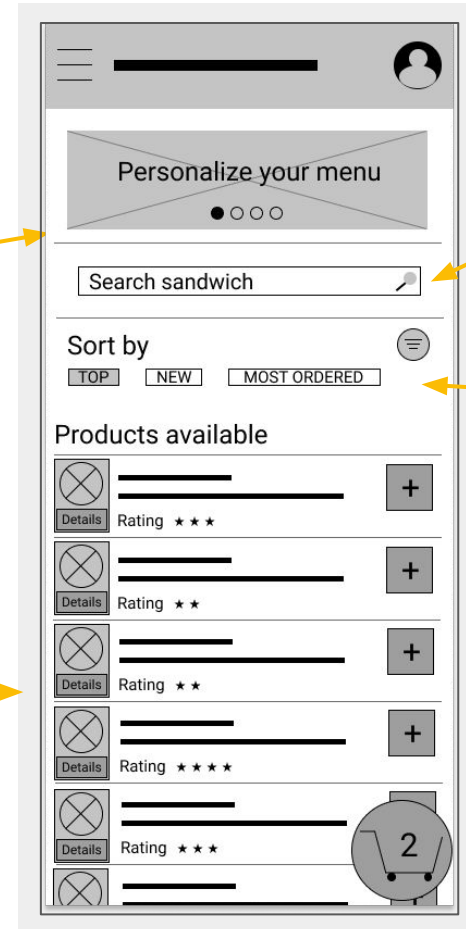 Personalize your menu
Search sandwich
Sort by
TOP NEW MOST ORDERED
Products available
+
Details Rating ★ ★ ★
+
Details Rating ★ ★
+
Details Rating ★ ★
+
Details Rating ★ ★ ★ ★
2
Details Rating ★ ★ ★